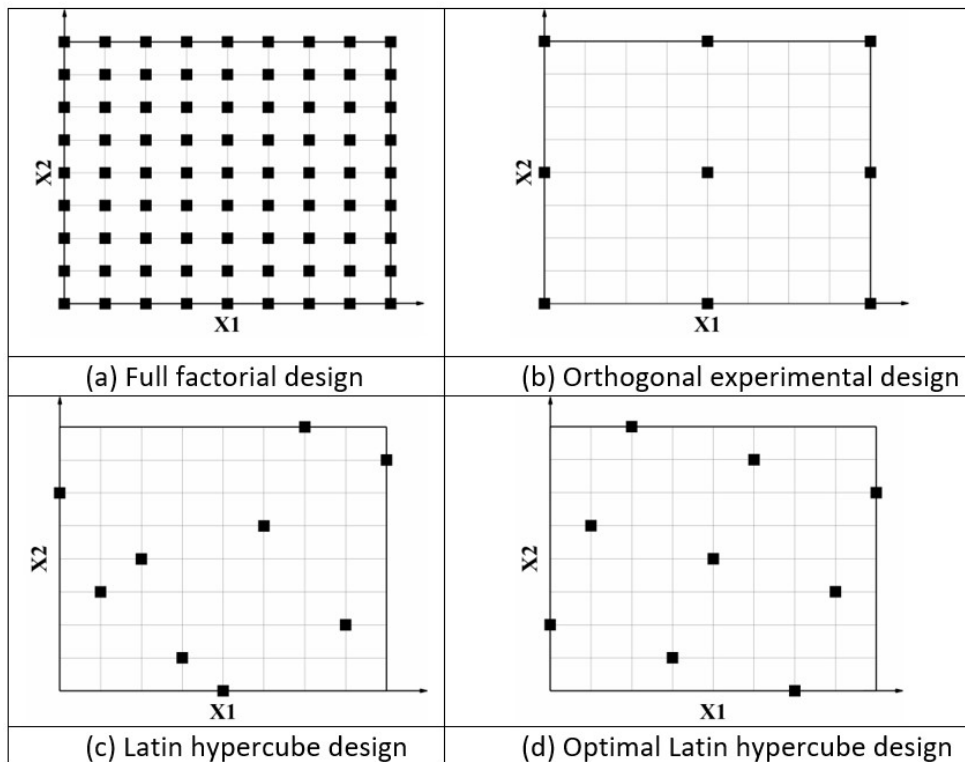 X2
X1
X2
X1
(a) Full factorial design
(b) Orthogonal experimental design
X2
X1
X2
X1
(c) Latin hypercube design
(d) Optimal Latin hypercube design